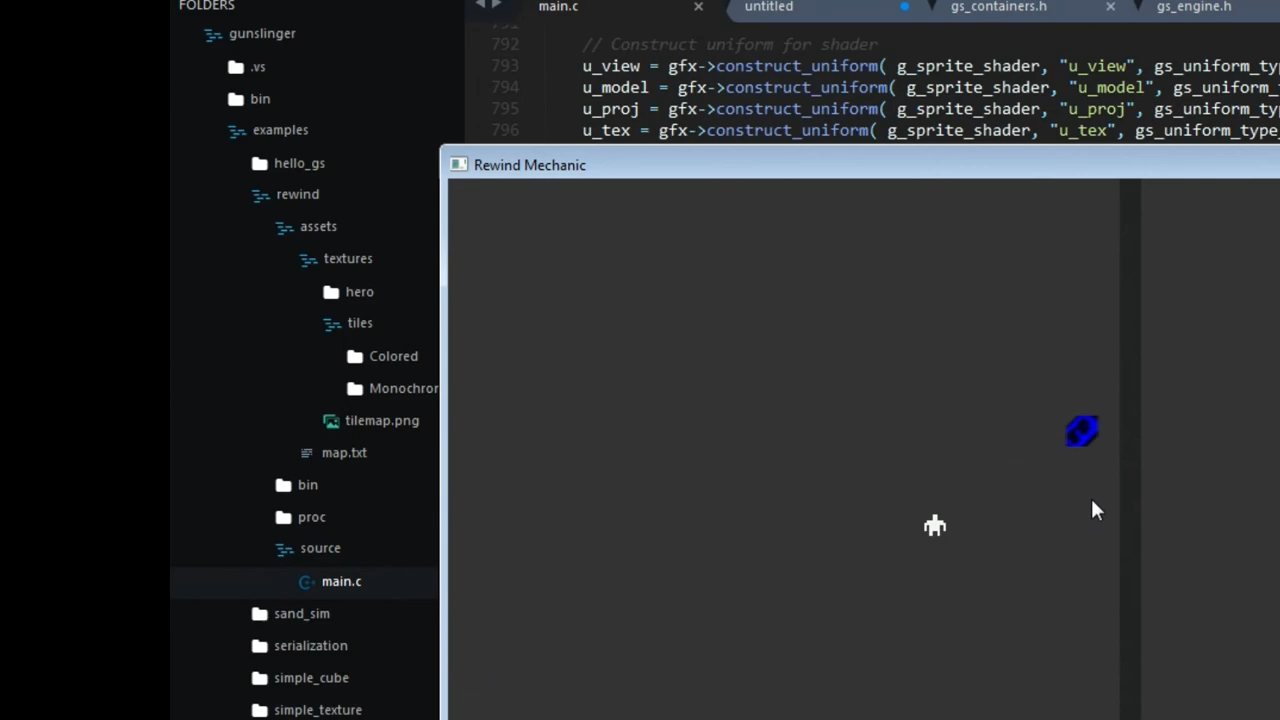 FOLDERS
gunslinger
.vs
bin
examples
hello_gs
rewind
assets
textures
hero
tiles
Colored
Monochrom
tilemap.png
map.txt
bin
proc
source
main.c
sand_sim
serialization
simple_cube
simple_texture
main.c
untitled
gs_containers.h
gs_engine.h
792 // Construct uniform for shader
793 u_view = gfx->construct_uniform( g_sprite_shader, "u_view", gs_uniform_typ
794 u_model = gfx->construct_uniform( g_sprite_shader, "u_model", gs_uniform_
795 u_proj = gfx->construct_uniform( g_sprite_shader, "u_proj", gs_uniform_typ
796 u_tex = gfx->construct_uniform( g_sprite_shader, "u_tex", gs_uniform_type_
Rewind Mechanic